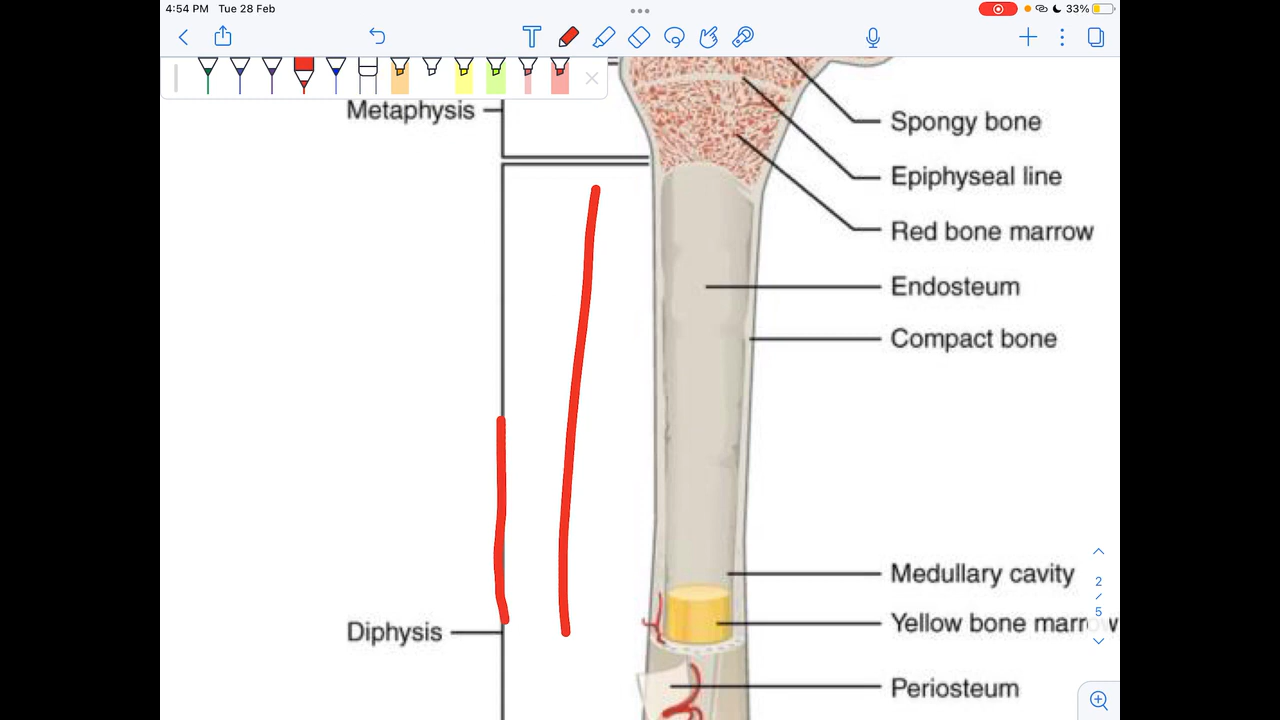 4:54 PM Tue 28 Feb
33%
Metaphysis
Spongy bone
Epiphyseal line
Red bone marrow
Endosteum
Compact bone
Medullary cavity
2
/
5
Yellow bone marrow
Diphysis
Periosteum